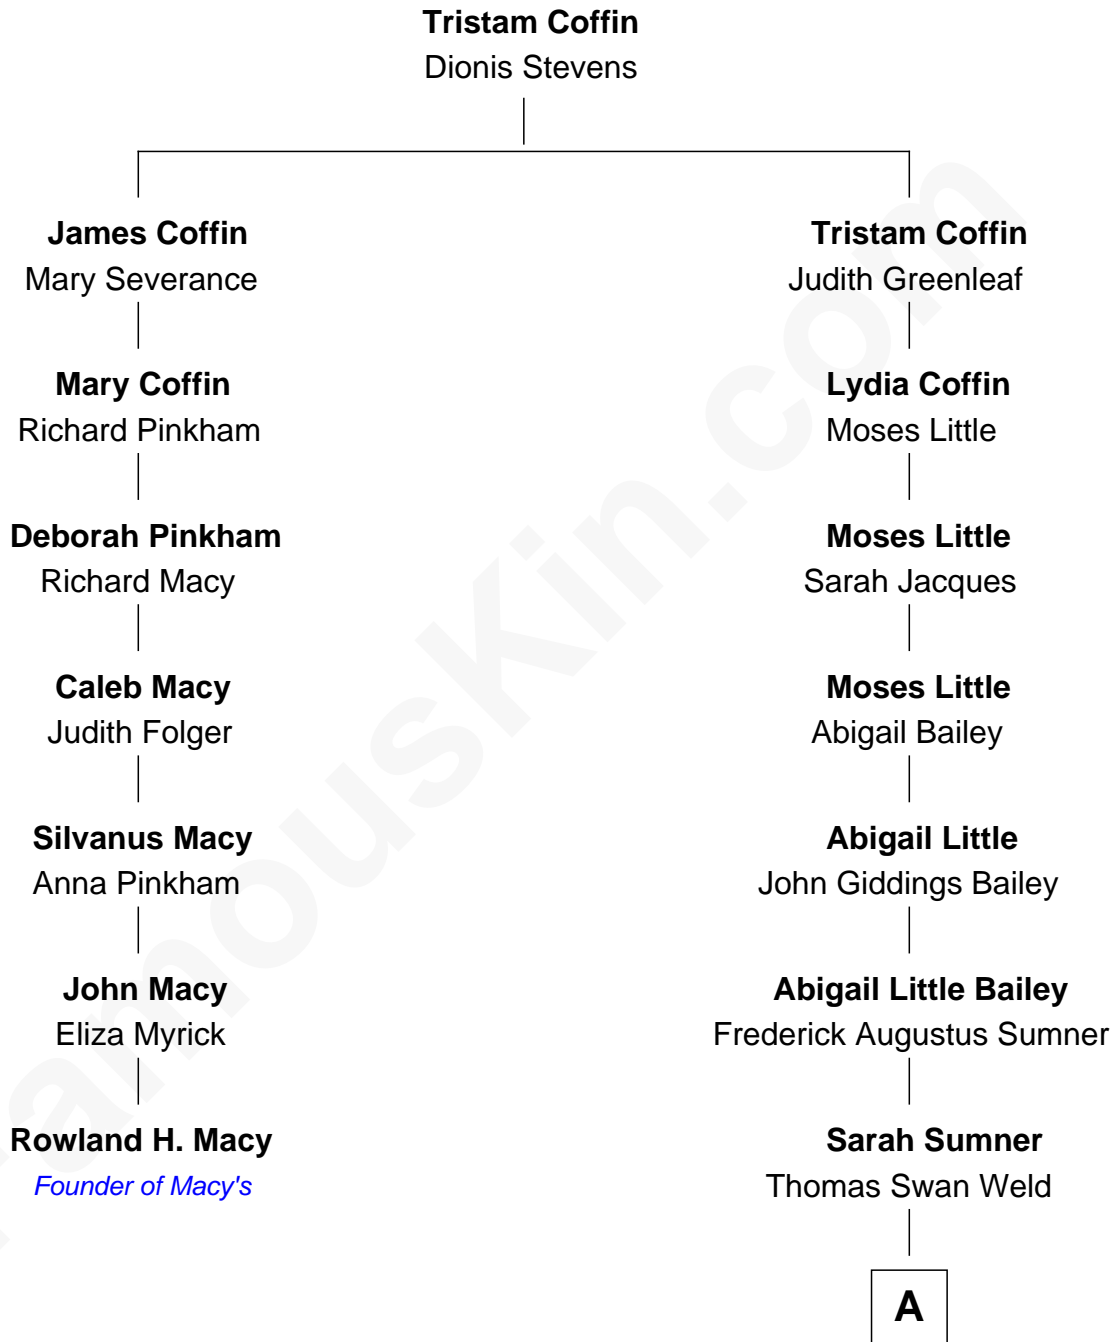 Tristam Coffin
Dionis Stevens
James Coffin
Mary Severance
Mary Coffin
Richard Pinkham
Deborah Pinkham
Richard Macy
Caleb Macy
Judith Folger
Silvanus Macy
Anna Pinkham
John Macy
Eliza Myrick
Rowland H. Macy
Founder of Macy's
Tristam Coffin
Judith Greenleaf
Lydia Coffin
Moses Little
Moses Little
Sarah Jacques
Moses Little
Abigail Bailey
Abigail Little
John Giddings Bailey
Abigail Little Bailey
Frederick Augustus Sumner
Sarah Sumner
Thomas Swan Weld
A
FamousKin.com